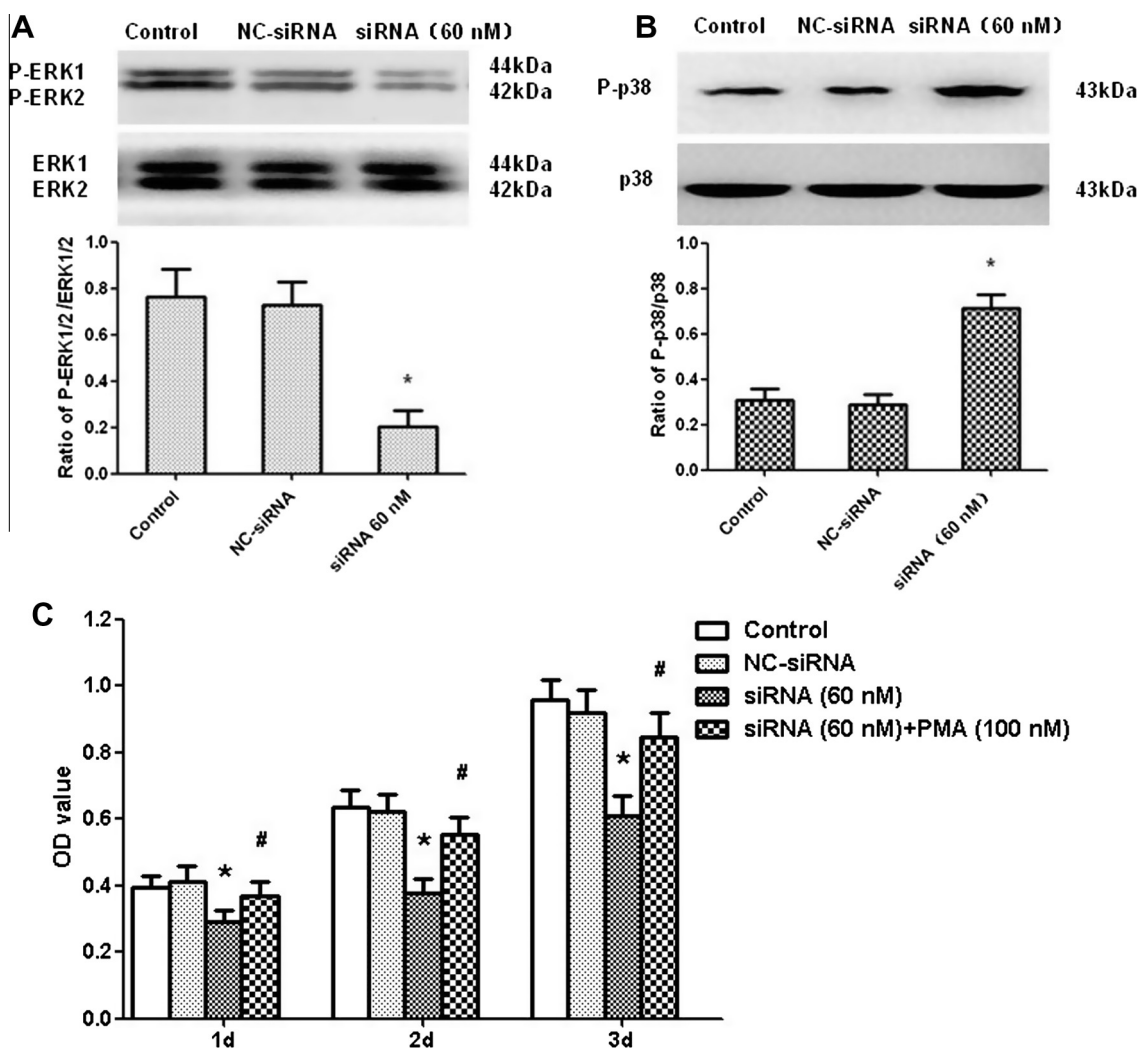 A
Control NC-siRNA siRNA (60 nM)
P-ERK1 44kDa
P-ERK2 42kDa
ERK1 44kDa
ERK2 42kDa
Ratio of P-ERK1/2/ERK1/2
1.0
0.8
0.6
0.4
0.2
0.0
*
Control
NC-siRNA
siRNA 60 nM
B
Control NC-siRNA siRNA (60 nM)
P-p38 43kDa
p38 43kDa
Ratio of P-p38/p38
1.0
0.8
0.6
0.4
0.2
0.0
*
Control
NC-siRNA
siRNA (60 nM)
C
OD value
1.2
1.0
0.8
0.6
0.4
0.2
0.0
* #
* #
* #
1d 2d 3d
Control
NC-siRNA
siRNA (60 nM)
siRNA (60 nM)+PMA (100 nM)